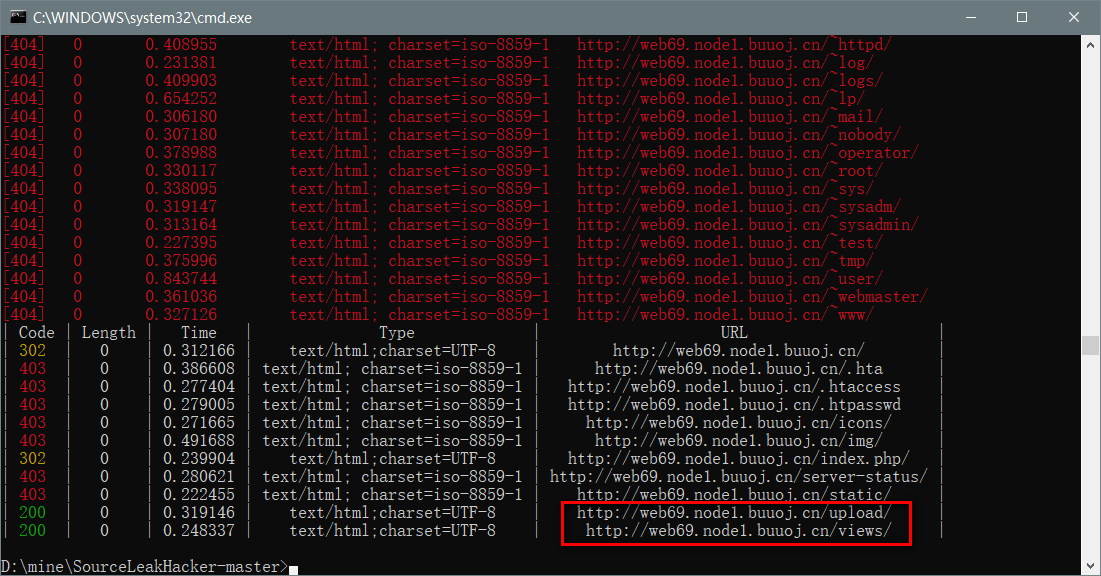 C:\WINDOWS\system32\cmd.exe
[404] 0 0.408955 text/html; charset=iso-8859-1 http://web69.node1.buuoj.cn/~httpd/
[404] 0 0.231381 text/html; charset=iso-8859-1 http://web69.node1.buuoj.cn/~log/
[404] 0 0.409903 text/html; charset=iso-8859-1 http://web69.node1.buuoj.cn/~logs/
[404] 0 0.654252 text/html; charset=iso-8859-1 http://web69.node1.buuoj.cn/~lp/
[404] 0 0.306180 text/html; charset=iso-8859-1 http://web69.node1.buuoj.cn/~mail/
[404] 0 0.307180 text/html; charset=iso-8859-1 http://web69.node1.buuoj.cn/~nobody/
[404] 0 0.378988 text/html; charset=iso-8859-1 http://web69.node1.buuoj.cn/~operator/
[404] 0 0.330117 text/html; charset=iso-8859-1 http://web69.node1.buuoj.cn/~root/
[404] 0 0.338095 text/html; charset=iso-8859-1 http://web69.node1.buuoj.cn/~sys/
[404] 0 0.319147 text/html; charset=iso-8859-1 http://web69.node1.buuoj.cn/~sysadm/
[404] 0 0.313164 text/html; charset=iso-8859-1 http://web69.node1.buuoj.cn/~sysadmin/
[404] 0 0.227395 text/html; charset=iso-8859-1 http://web69.node1.buuoj.cn/~test/
[404] 0 0.375996 text/html; charset=iso-8859-1 http://web69.node1.buuoj.cn/~tmp/
[404] 0 0.843744 text/html; charset=iso-8859-1 http://web69.node1.buuoj.cn/~user/
[404] 0 0.361036 text/html; charset=iso-8859-1 http://web69.node1.buuoj.cn/~webmaster/
[404] 0 0.327126 text/html; charset=iso-8859-1 http://web69.node1.buuoj.cn/~www/
| Code | Length | Time | Type | URL |
| 302 | 0 | 0.312166 | text/html;charset=UTF-8 | http://web69.node1.buuoj.cn/ |
| 403 | 0 | 0.386608 | text/html; charset=iso-8859-1 | http://web69.node1.buuoj.cn/.hta |
| 403 | 0 | 0.277404 | text/html; charset=iso-8859-1 | http://web69.node1.buuoj.cn/.htaccess |
| 403 | 0 | 0.279005 | text/html; charset=iso-8859-1 | http://web69.node1.buuoj.cn/.htpasswd |
| 403 | 0 | 0.271665 | text/html; charset=iso-8859-1 | http://web69.node1.buuoj.cn/icons/ |
| 403 | 0 | 0.491688 | text/html; charset=iso-8859-1 | http://web69.node1.buuoj.cn/img/ |
| 302 | 0 | 0.239904 | text/html;charset=UTF-8 | http://web69.node1.buuoj.cn/index.php/ |
| 403 | 0 | 0.280621 | text/html; charset=iso-8859-1 | http://web69.node1.buuoj.cn/server-status/ |
| 403 | 0 | 0.222455 | text/html; charset=iso-8859-1 | http://web69.node1.buuoj.cn/static/ |
| 200 | 0 | 0.319146 | text/html;charset=UTF-8 | http://web69.node1.buuoj.cn/upload/ |
| 200 | 0 | 0.248337 | text/html;charset=UTF-8 | http://web69.node1.buuoj.cn/views/ |
D:\mine\SourceLeakHacker-master>